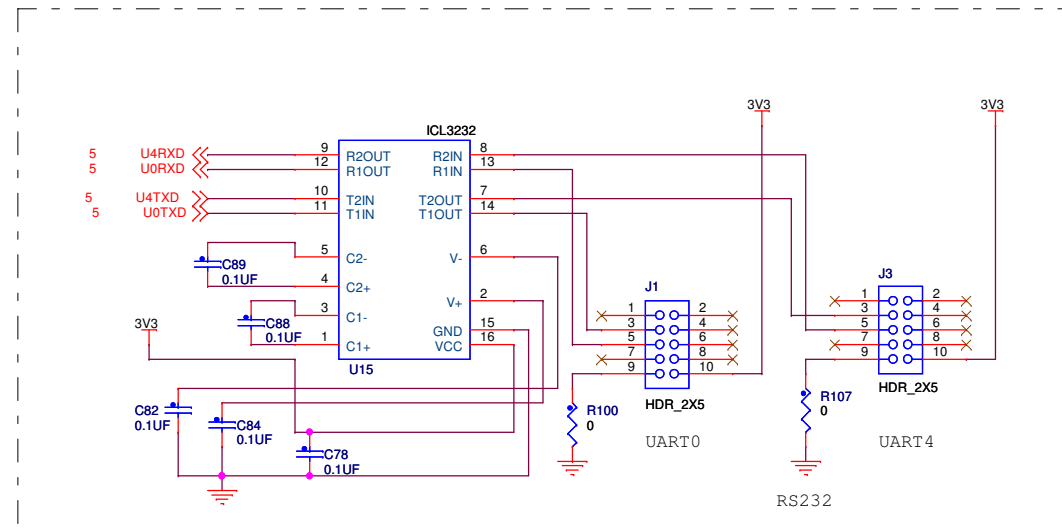 3V3
3V3
ICL3232
5 U4RXD 9 R2OUT R2IN 8
5 U0RXD 12 R1OUT R1IN 13
5 U4TXD 10 T2IN T2OUT 7
5 U0TXD 11 T1IN T1OUT 14
C89
0.1UF
5 C2- V- 6
4 C2+
V+ 2
C88
0.1UF
3 C1-
GND 15
1 C1+ VCC 16
3V3
U15
J1
1 2
3 4
5 6
7 8
9 10
HDR_2X5
J3
1 2
3 4
5 6
7 8
9 10
HDR_2X5
C82
0.1UF
C84
0.1UF
C78
0.1UF
R100
0
R107
0
UART0
UART4
RS232